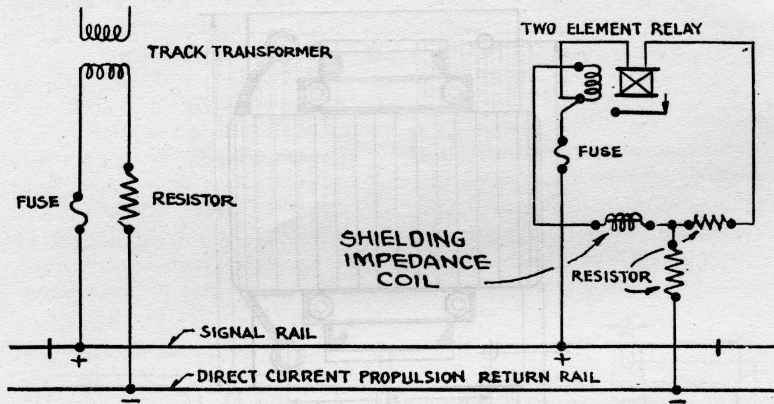 TRACK TRANSFORMER
TWO ELEMENT RELAY
FUSE
RESISTOR
FUSE
SHIELDING
IMPEDANCE
COIL
RESISTOR
SIGNAL RAIL
+
+
DIRECT CURRENT PROPULSION RETURN RAIL
−
−